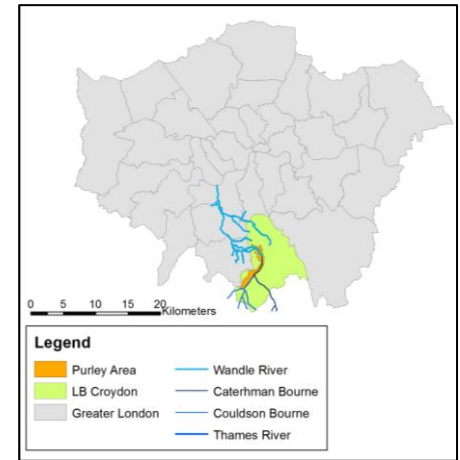 0 5 10 15 20
Kilometers
Legend
Purley Area
LB Croydon
Greater London
Wandle River
Caterhman Bourne
Couldson Bourne
Thames River